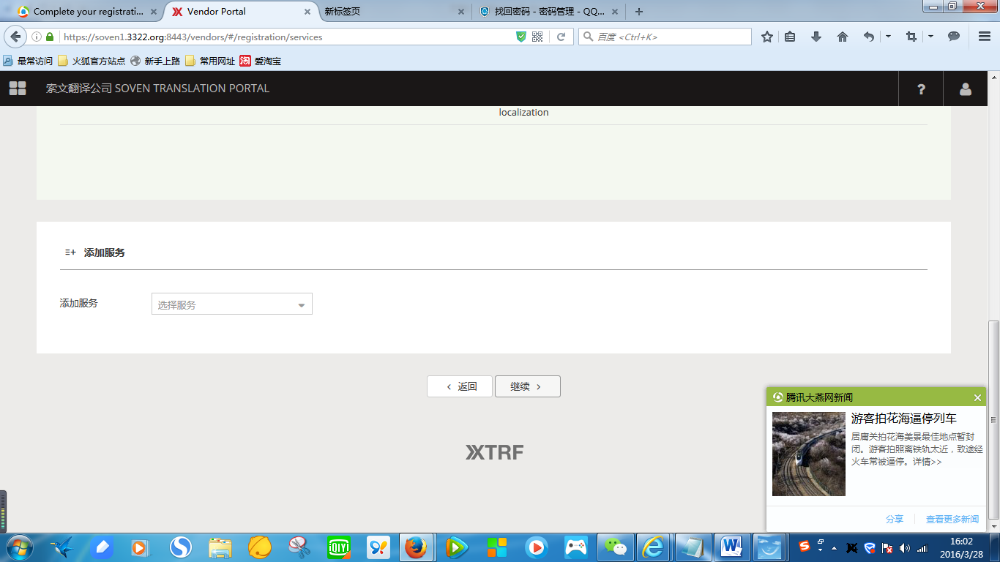 Complete your registrati...
Vendor Portal
新标签页
找回密码 - 密码管理 - QQ...
https://soven1.3322.org:8443/vendors/#/registration/services
百度 <Ctrl+K>
最常访问
火狐官方站点
新手上路
常用网址
淘
爱淘宝
索文翻译公司 SOVEN TRANSLATION PORTAL
?
localization
添加服务
添加服务
选择服务
返回
继续
XTRF
腾讯大燕网新闻
游客拍花海逼停列车
居庸关拍花海美景最佳地点暂封
闭。游客拍照离铁轨太近，致途经
火车常被逼停。详情>>
分享
查看更多新闻
iQIYI
16:02
2016/3/28